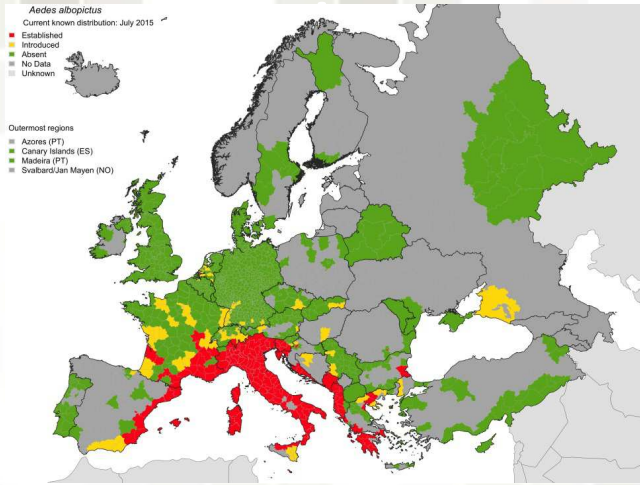 Aedes albopictus
Current known distribution: July 2015
Established
Introduced
Absent
No Data
Unknown
Outermost regions
Azores (PT)
Canary Islands (ES)
Madeira (PT)
Svalbard/Jan Mayen (NO)